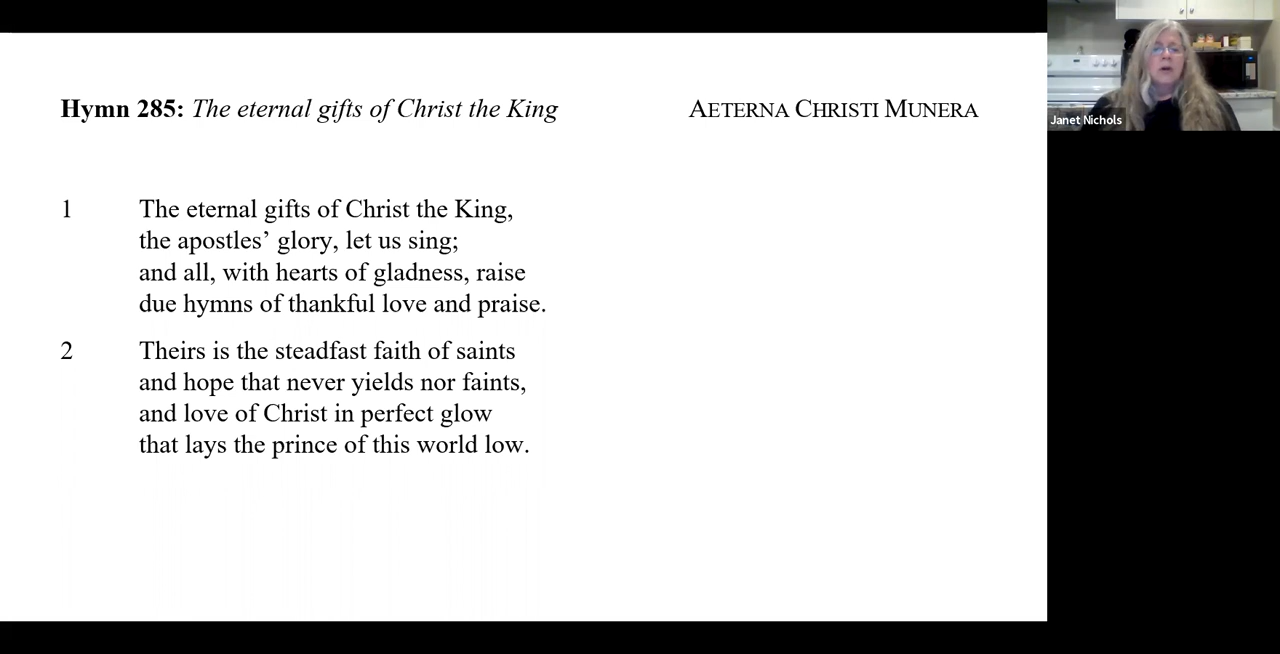 Hymn 285: The eternal gifts of Christ the King AETERNA CHRISTI MUNERA
Janet Nichols
1 The eternal gifts of Christ the King,
the apostles’ glory, let us sing;
and all, with hearts of gladness, raise
due hymns of thankful love and praise.
2 Theirs is the steadfast faith of saints
and hope that never yields nor faints,
and love of Christ in perfect glow
that lays the prince of this world low.